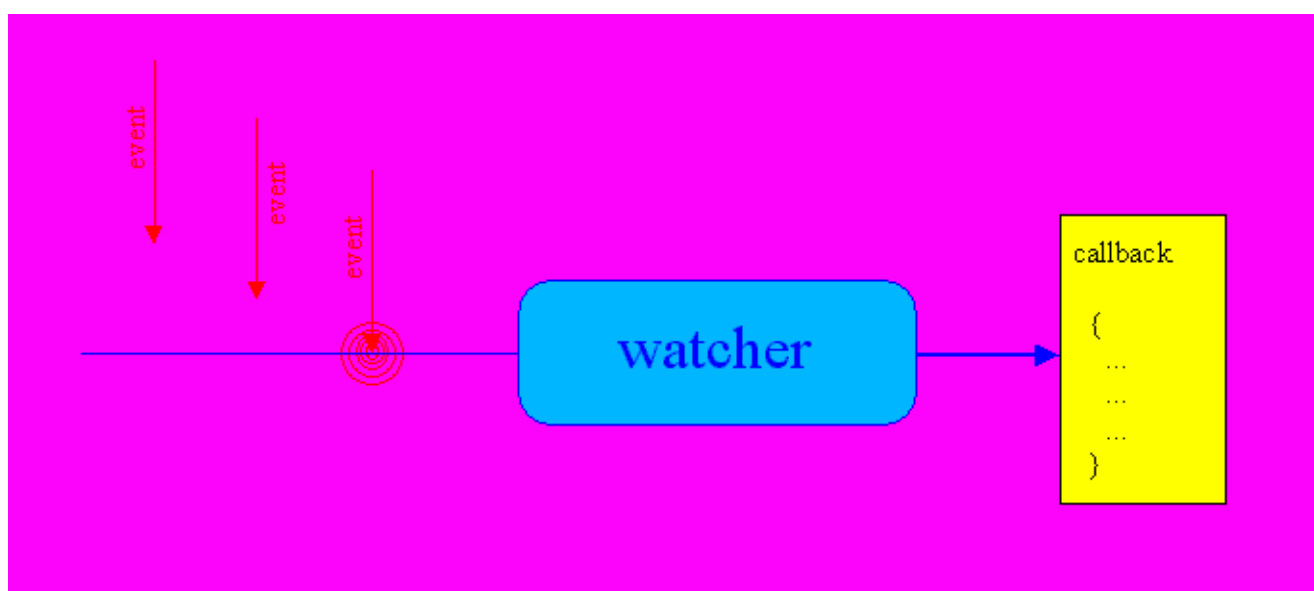 event
event
event
watcher
callback
{
...
...
...
}